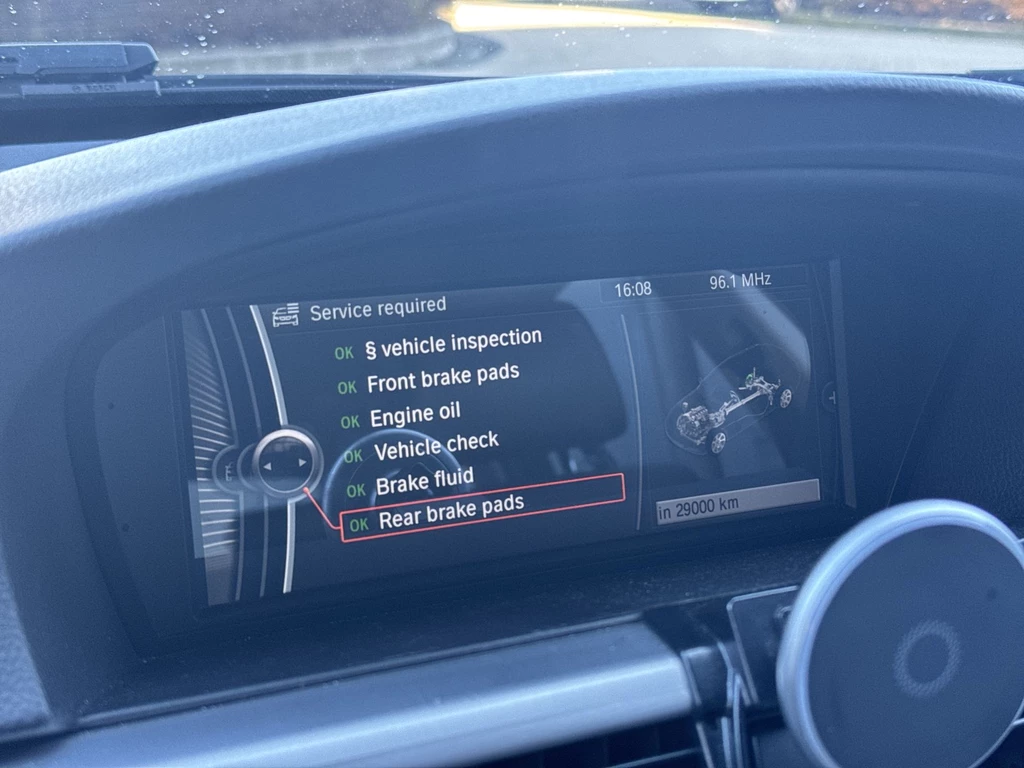 Service required
16:08
96.1 MHz
OK § vehicle inspection
OK Front brake pads
OK Engine oil
OK Vehicle check
OK Brake fluid
OK Rear brake pads
in 29000 km